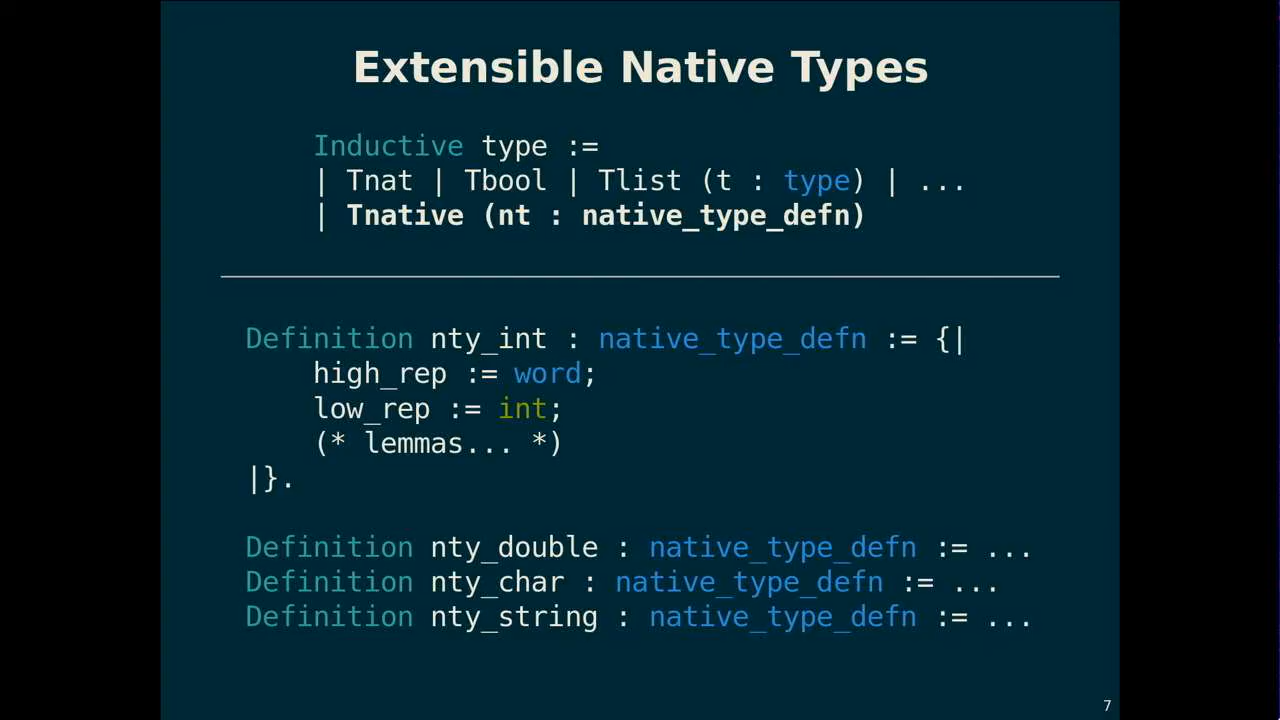 Extensible Native Types
Inductive type :=
| Tnat | Tbool | Tlist (t : type) | ...
| Tnative (nt : native_type_defn)
Definition nty_int : native_type_defn := {|
high_rep := word;
low_rep := int;
(* lemmas... *)
|}.
Definition nty_double : native_type_defn := ...
Definition nty_char : native_type_defn := ...
Definition nty_string : native_type_defn := ...
7